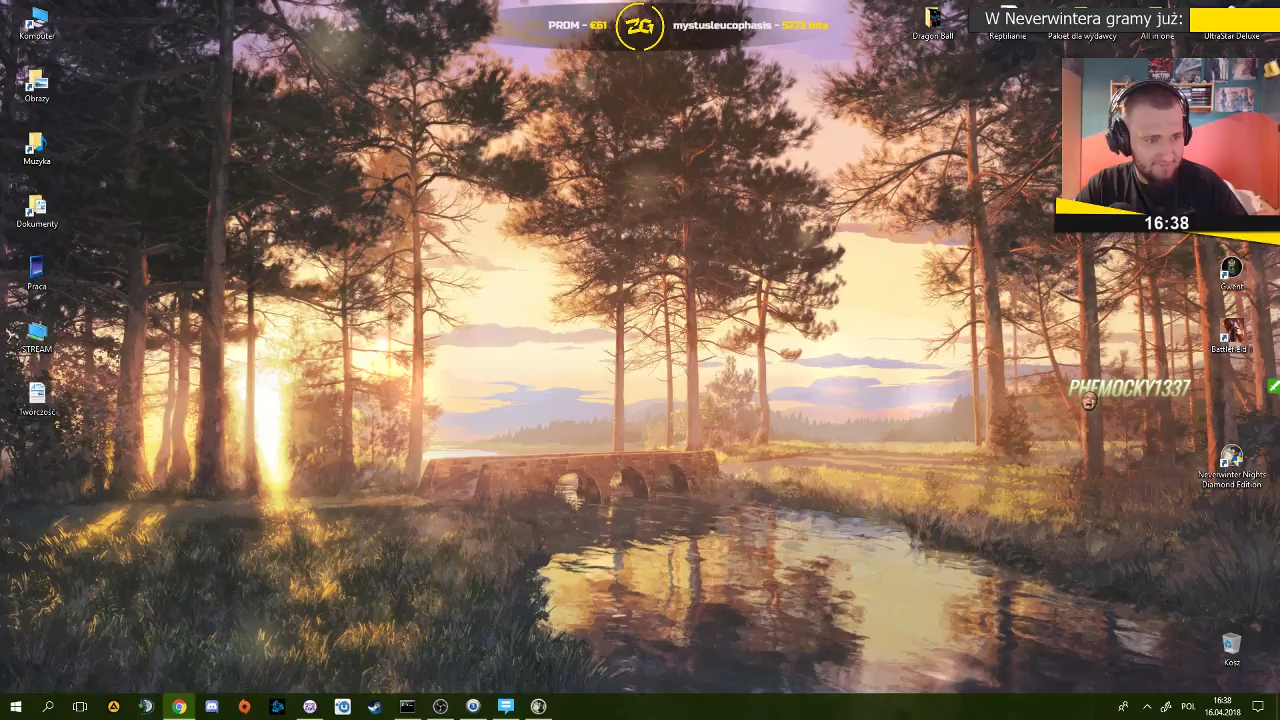 PROM - €61
ZG
mystusleucophasis - 5273 bits
W Neverwintera gramy już:
Komputer
Dragon Ball
Reptilianie
Pakiet dla wydawcy
All in one
UltraStar Deluxe
Obrazy
Muzyka
Dokumenty
16:38
Praca
Gwent
STREAM
Battlefield
PHEMOCKY1337
Twórczość
Neverwinter Nights
Diamond Edition
Kosz
POL
16:38
16.04.2018